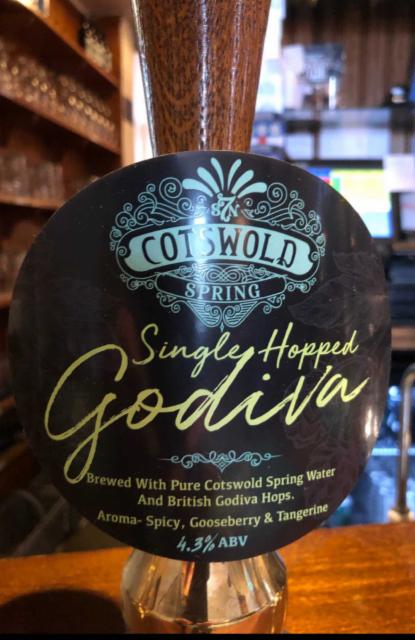 S7N
COTSWOLD
SPRING
Single Hopped
Godiva
Brewed With Pure Cotswold Spring Water
And British Godiva Hops.
Aroma- Spicy, Gooseberry & Tangerine
4.3% ABV